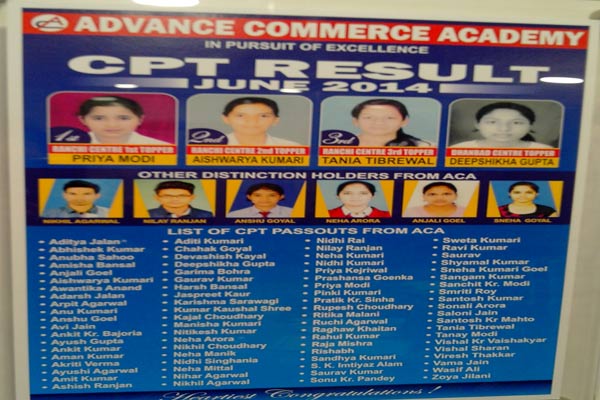 ADVANCE COMMERCE ACADEMY
IN PURSUIT OF EXCELLENCE
CPT RESULT
JUNE 2014
1st
RANCHI CENTRE 1st TOPPER
PRIYA MODI
2nd
RANCHI CENTRE 2nd TOPPER
AISHWARYA KUMARI
3rd
RANCHI CENTRE 3rd TOPPER
TANIA TIBREWAL
DHANBAD CENTRE TOPPER
DEEPSHIKHA GUPTA
OTHER DISTINCTION HOLDERS FROM ACA
NIKHIL AGARWAL
NILAY RANJAN
ANSHU GOYAL
NEHA ARORA
ANJALI GOEL
SNEHA GOYAL
LIST OF CPT PASSOUTS FROM ACA
Aditya Jalan
Abhishek Kumar
Anubha Sahoo
Amisha Bansal
Anjali Goel
Aishwarya Kumari
Awantika Anand
Adarsh Jalan
Arpit Agarwal
Anu Kumari
Anshu Goel
Avi Jain
Ankit Kr. Bajoria
Ayush Gupta
Ankit Kumar
Aman Kumar
Akriti Verma
Ayushi Agarwal
Amit Kumar
Ashish Ranjan
Aditi Kumari
Chahak Goyal
Devashish Kayal
Deepshikha Gupta
Garima Bohra
Gaurav Kumar
Harsh Bansal
Jaspreet Kaur
Karishma Sarawagi
Kumar Kaushal Shree
Kajal Choudhary
Manisha Kumari
Nitikesh Kumar
Neha Arora
Nikhil Choudhary
Neha Manik
Nidhi Singhania
Neha Mittal
Nihar Agarwal
Nikhil Agarwal
Nidhi Rai
Nilay Ranjan
Neha Kumari
Nidhi Kumari
Priya Kejriwal
Prashansa Goenka
Priya Modi
Pinki Kumari
Pratik Kr. Sinha
Rupesh Choudhary
Ritika Malani
Ruchi Agarwal
Raghaw Khaitan
Rahul Kumar
Raja Mishra
Rishabh
Sandhya Kumari
S. K. Imtiyaz Alam
Saurav Kumar
Sonu Kr. Pandey
Sweta Kumari
Ravi Kumar
Saurav
Shyamal Kumar
Sneha Kumari Goel
Sangam Kumar
Sanchit Kr. Modi
Smriti Roy
Santosh Kumar
Sonali Arora
Saloni Jain
Santosh Kr Mahto
Tania Tibrewal
Tanay Modi
Vishal Kr Vaishakyar
Vishal Sharan
Viresh Thakkar
Vama Jain
Wasif Ali
Zoya Jilani
Heartiest Congratulations !